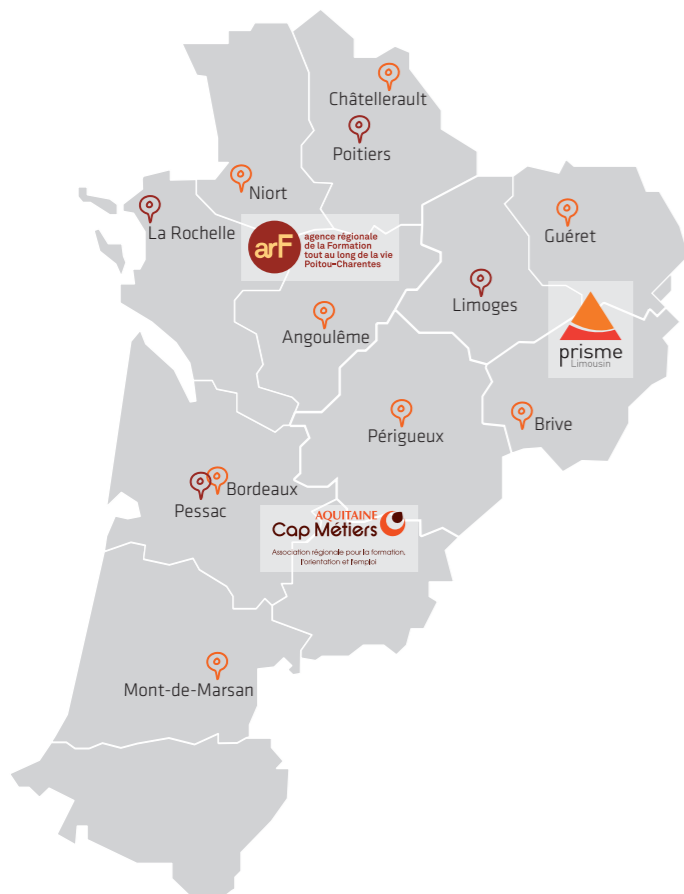 Châtellerault
Poitiers
Niort
La Rochelle
Guéret
arF
agence régionale
de la Formation
tout au long de la vie
Poitou-Charentes
Limoges
Angoulême
prisme
Limousin
Périgueux
Brive
Bordeaux
Pessac
AQUITAINE
Cap Métiers
Association régionale pour la formation,
l'orientation et l'emploi
Mont-de-Marsan